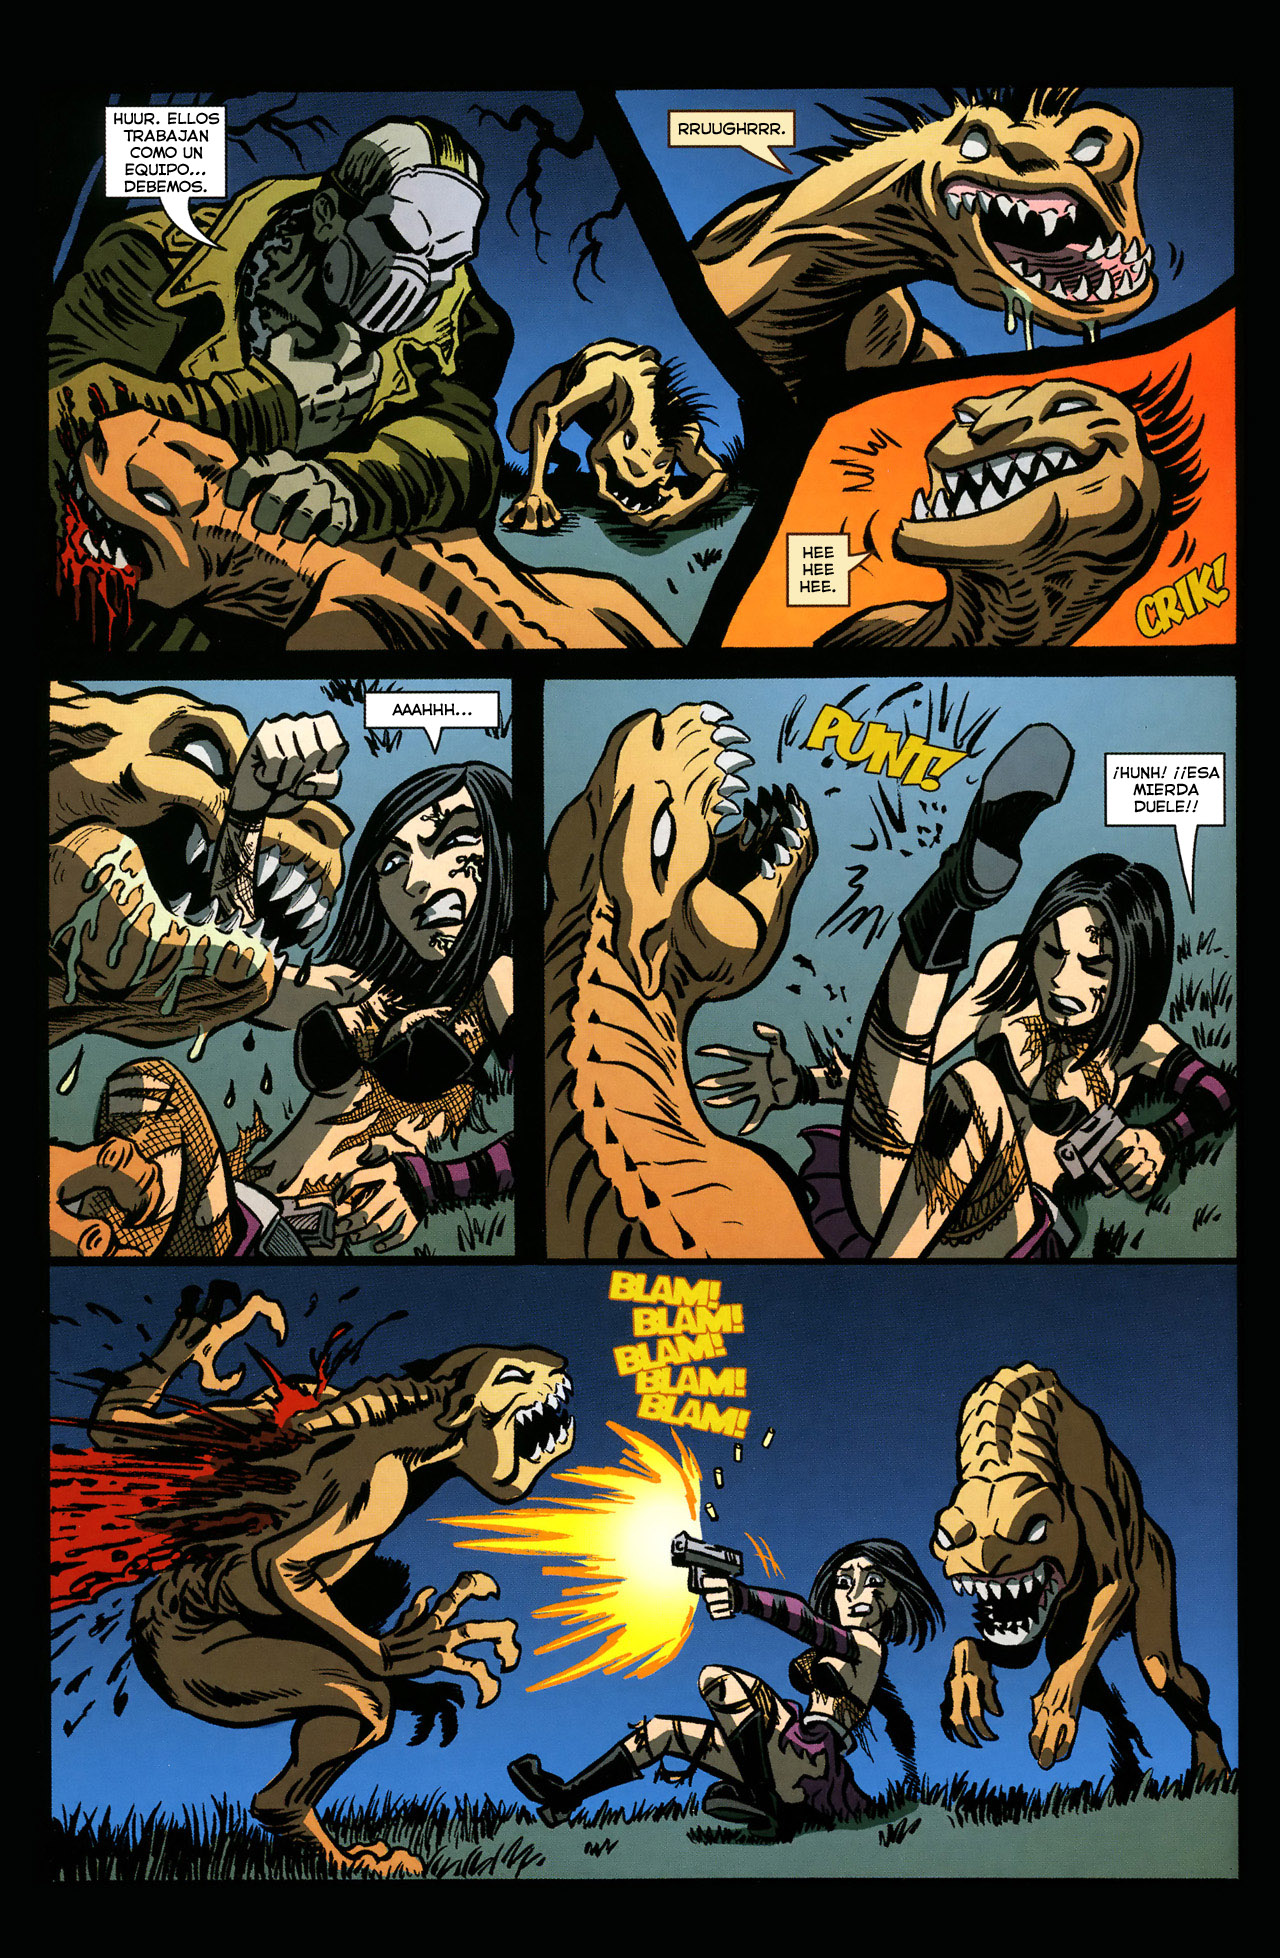 HUUR. ELLOS
TRABAJAN
COMO UN
EQUIPO...
DEBEMOS.
RRUUGHRRR.
HEE
HEE
HEE.
CRIK!
AAAHHH...
PUNT!
¡HUNH! ¡¡ESA
MIERDA
DUELE!!
BLAM!
BLAM!
BLAM!
BLAM!
BLAM!